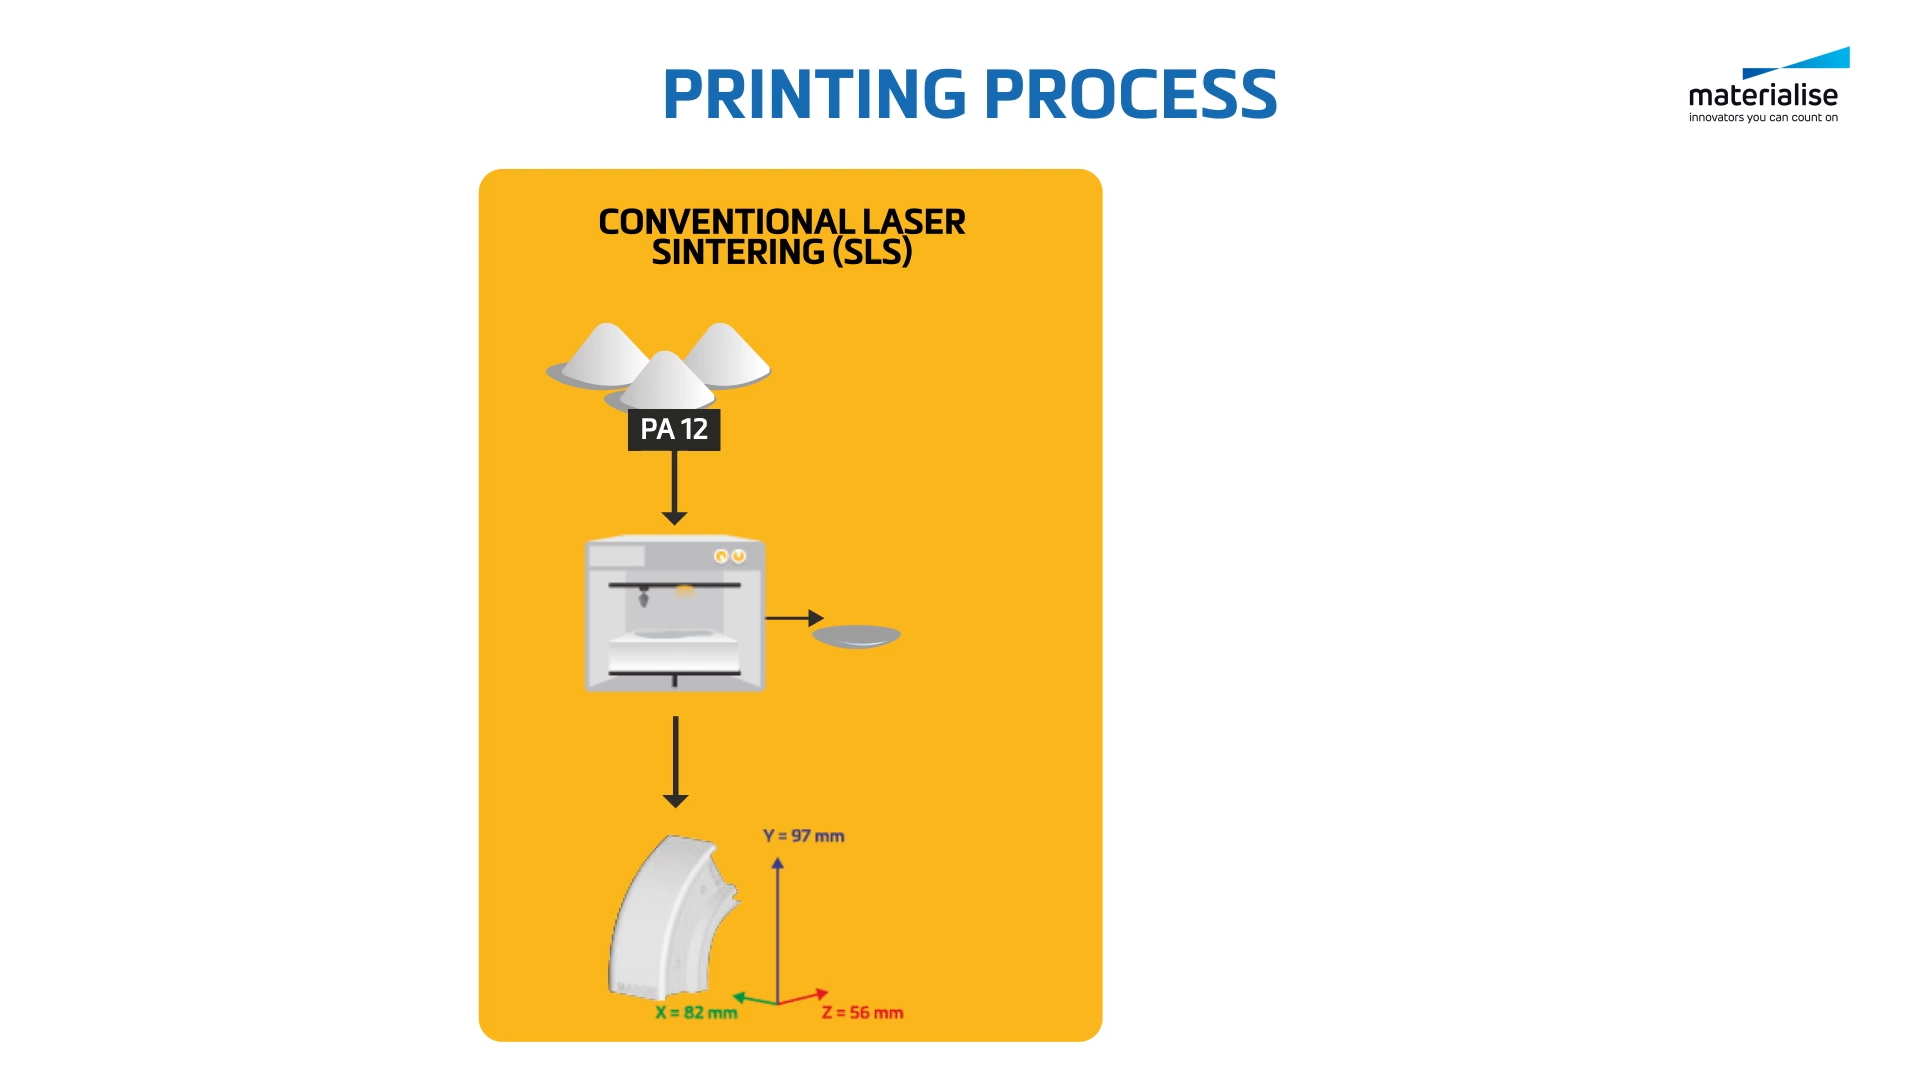 PRINTING PROCESS
materialise
innovators you can count on
CONVENTIONAL LASER
SINTERING (SLS)
PA 12
Y = 97 mm
X = 82 mm
Z = 56 mm